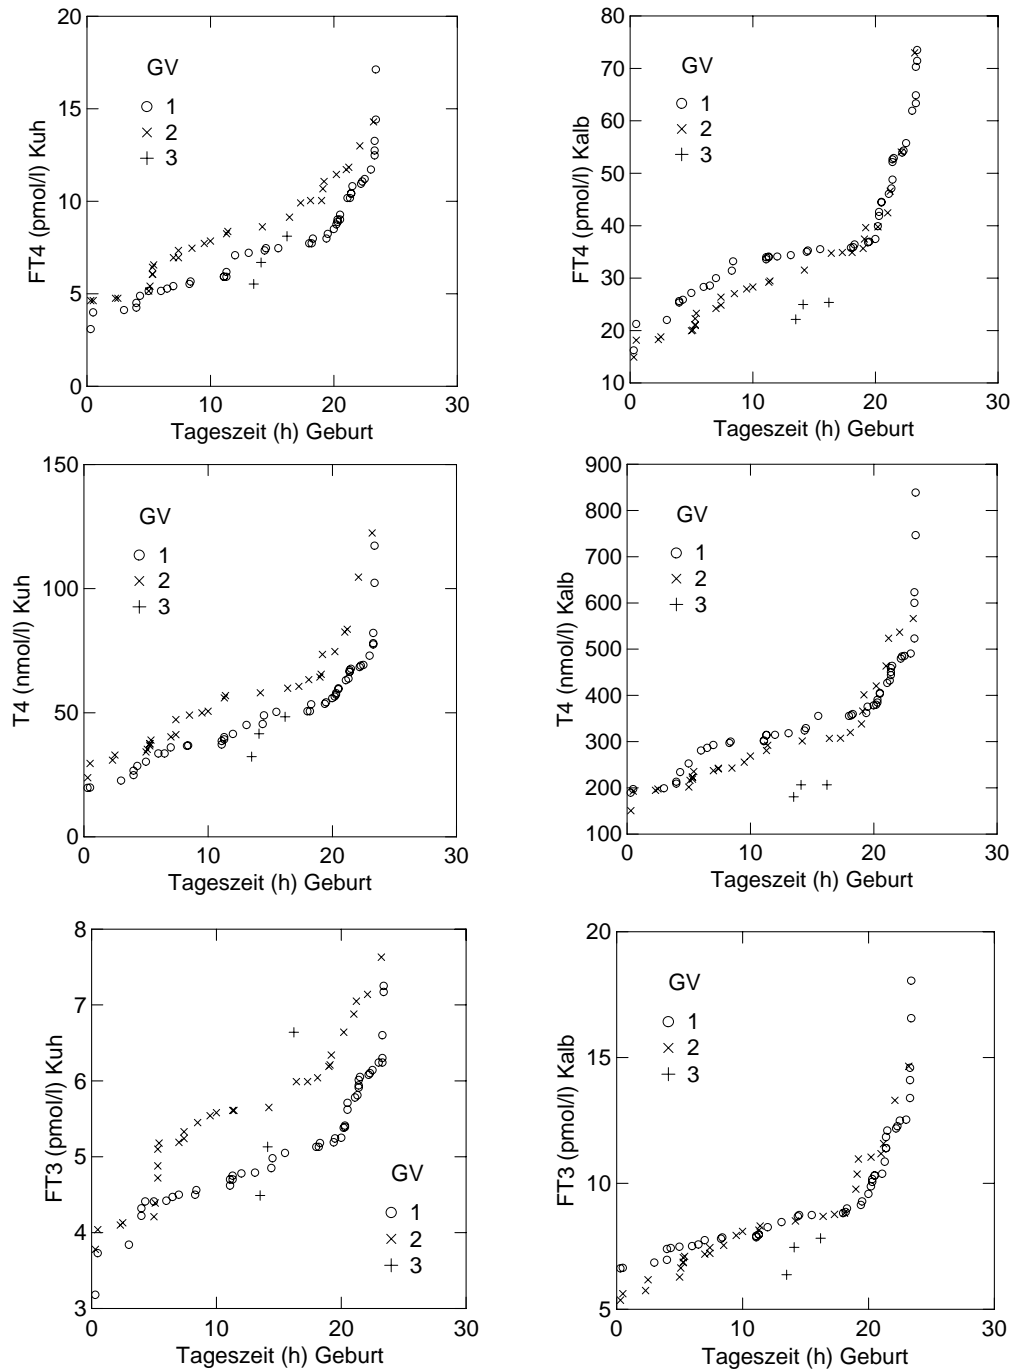 20
15
10
5
0
FT4 (pmol/l) Kuh
GV
1
2
3
0 10 20 30
Tageszeit (h) Geburt
80
70
60
50
40
30
20
10
FT4 (pmol/l) Kalb
GV
1
2
3
0 10 20 30
Tageszeit (h) Geburt
150
100
50
0
T4 (nmol/l) Kuh
GV
1
2
3
0 10 20 30
Tageszeit (h) Geburt
900
800
700
600
500
400
300
200
100
T4 (nmol/l) Kalb
GV
1
2
3
0 10 20 30
Tageszeit (h) Geburt
8
7
6
5
4
3
FT3 (pmol/l) Kuh
GV
1
2
3
0 10 20 30
Tageszeit (h) Geburt
20
15
10
5
FT3 (pmol/l) Kalb
GV
1
2
3
0 10 20 30
Tageszeit (h) Geburt